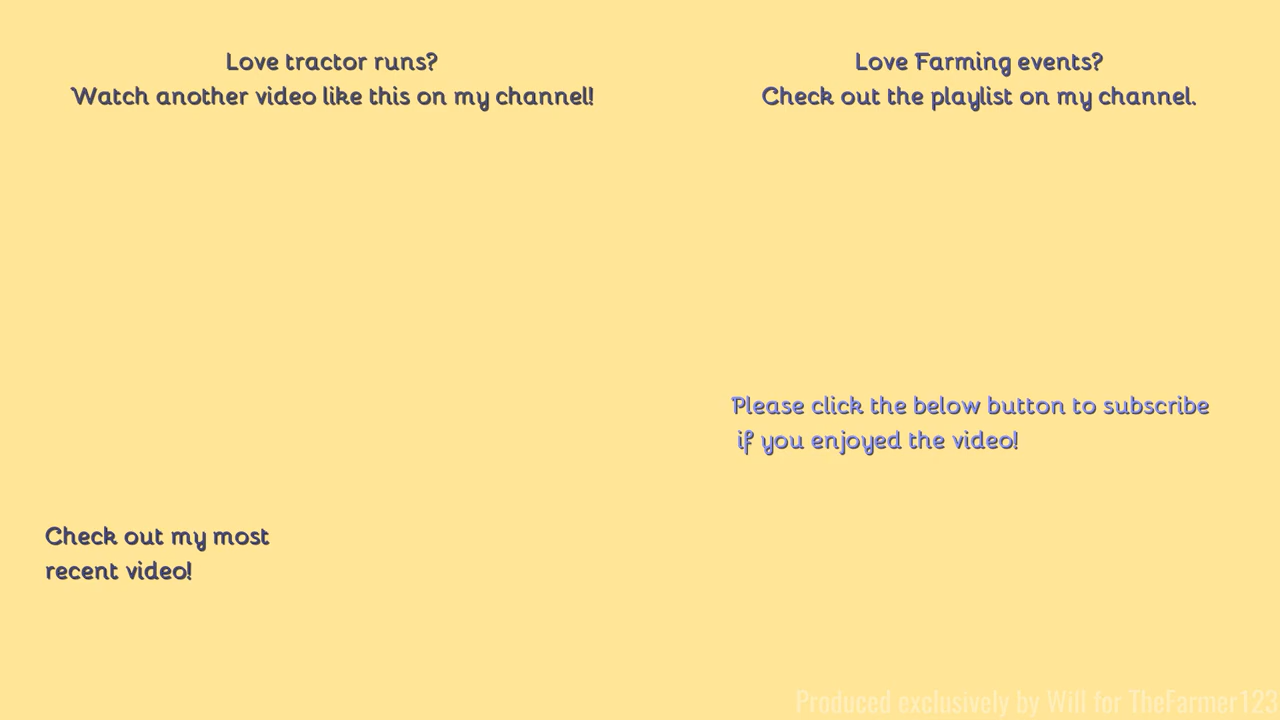 Love tractor runs?
Watch another video like this on my channel!
Love Farming events?
Check out the playlist on my channel.
Please click the below button to subscribe
if you enjoyed the video!
Check out my most
recent video!
Produced exclusively by Will for TheFarmer123